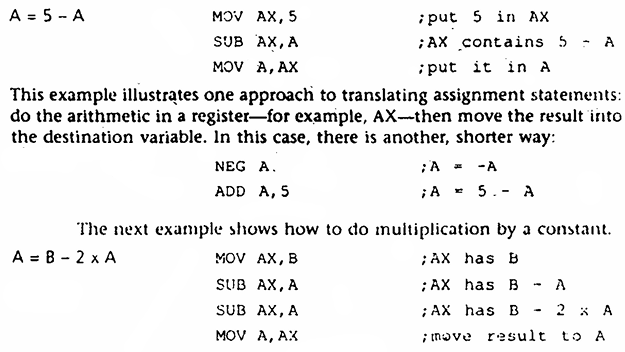 A = 5 – A MOV AX,5 ;put 5 in AX
SUB AX,A ;AX contains 5 - A
MOV A,AX ;put it in A
This example illustrates one approach to translating assignment statements:
do the arithmetic in a register—for example, AX—then move the result into
the destination variable. In this case, there is another, shorter way:
NEG A. ;A = -A
ADD A,5 ;A = 5 - A
The next example shows how to do multiplication by a constant.
A = B – 2 x A MOV AX,B ;AX has B
SUB AX,A ;AX has B - A
SUB AX,A ;AX has B - 2 x A
MOV A,AX ;move result to A